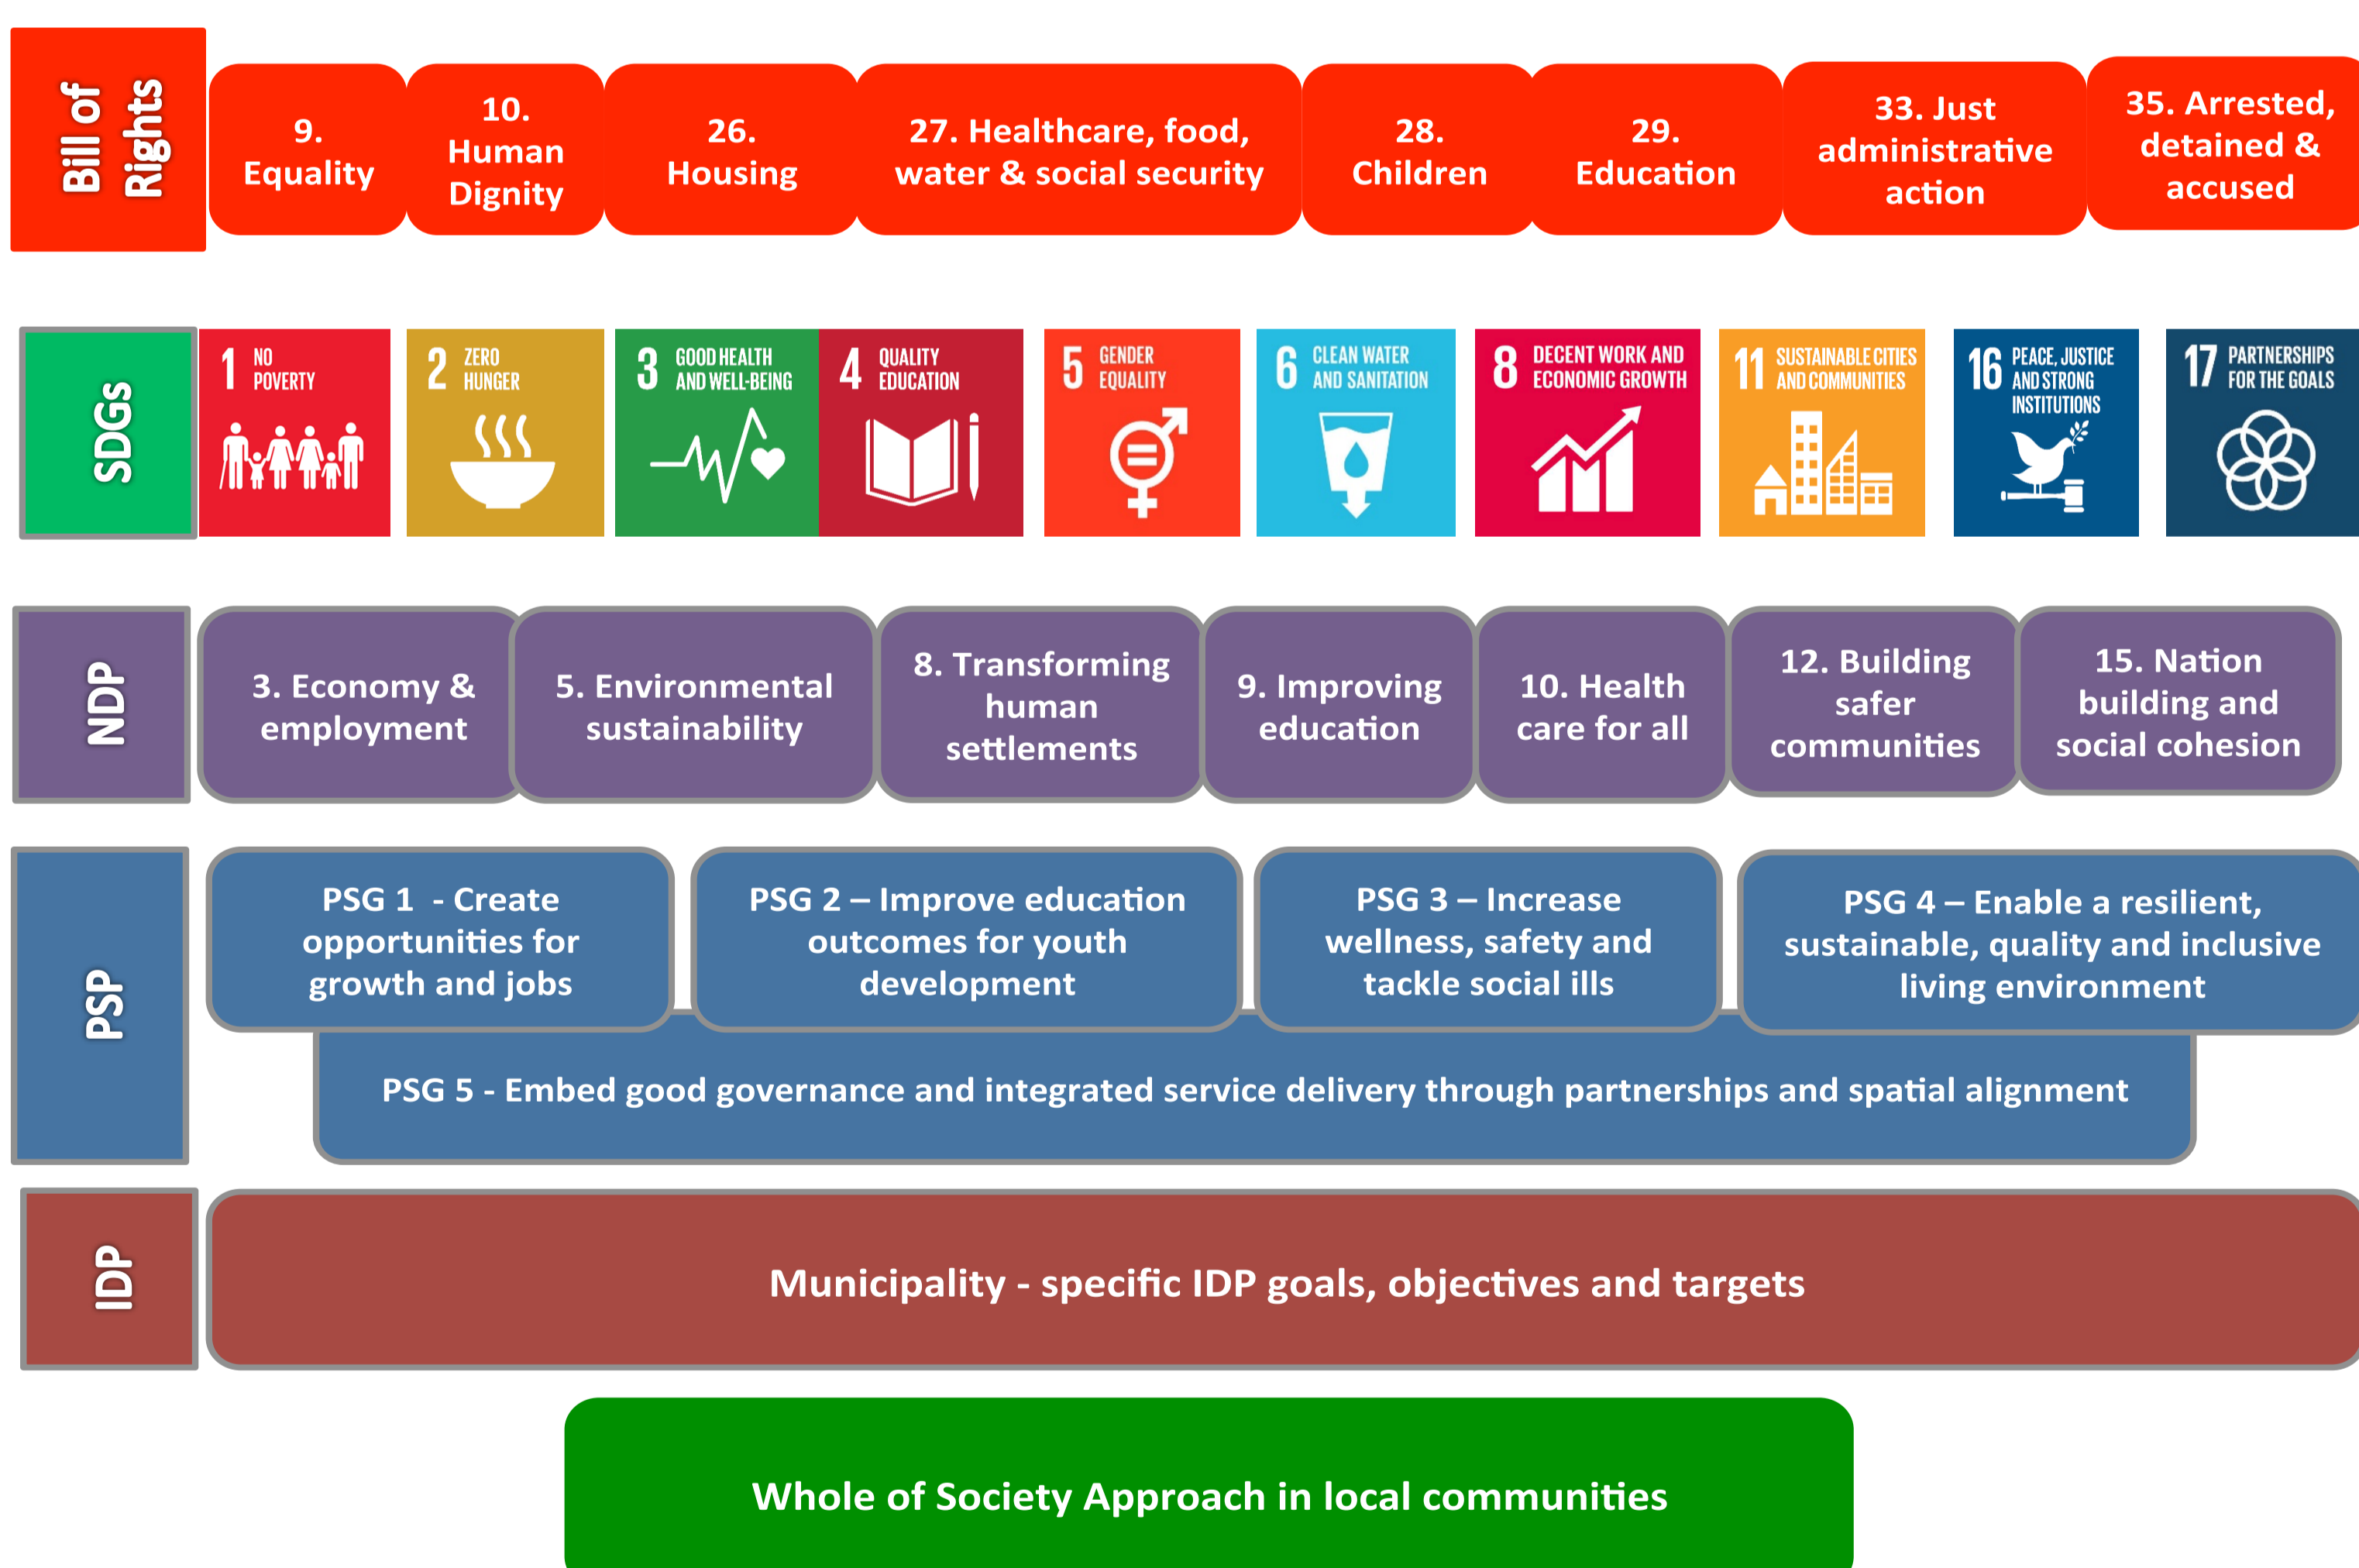 Bill of
Rights
9.
Equality
10.
Human
Dignity
26.
Housing
27. Healthcare, food,
water & social security
28.
Children
29.
Education
33. Just
administrative
action
35. Arrested,
detained &
accused
SDGs
1 NO
POVERTY
2 ZERO
HUNGER
3 GOOD HEALTH
AND WELL-BEING
4 QUALITY
EDUCATION
5 GENDER
EQUALITY
6 CLEAN WATER
AND SANITATION
8 DECENT WORK AND
ECONOMIC GROWTH
11 SUSTAINABLE CITIES
AND COMMUNITIES
16 PEACE, JUSTICE
AND STRONG
INSTITUTIONS
17 PARTNERSHIPS
FOR THE GOALS
NDP
3. Economy &
employment
5. Environmental
sustainability
8. Transforming
human
settlements
9. Improving
education
10. Health
care for all
12. Building
safer
communities
15. Nation
building and
social cohesion
PSP
PSG 1 - Create
opportunities for
growth and jobs
PSG 2 – Improve education
outcomes for youth
development
PSG 3 – Increase
wellness, safety and
tackle social ills
PSG 4 – Enable a resilient,
sustainable, quality and inclusive
living environment
PSG 5 - Embed good governance and integrated service delivery through partnerships and spatial alignment
IDP
Municipality - specific IDP goals, objectives and targets
Whole of Society Approach in local communities